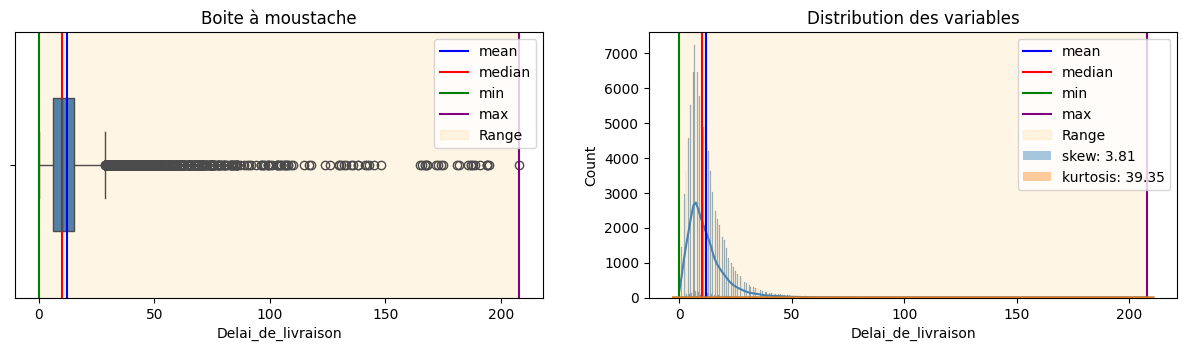 Boite à moustache
mean
median
min
max
Range
0
50
100
150
200
Delai_de_livraison
Distribution des variables
7000
6000
5000
4000
3000
2000
1000
0
Count
mean
median
min
max
Range
skew: 3.81
kurtosis: 39.35
0
50
100
150
200
Delai_de_livraison